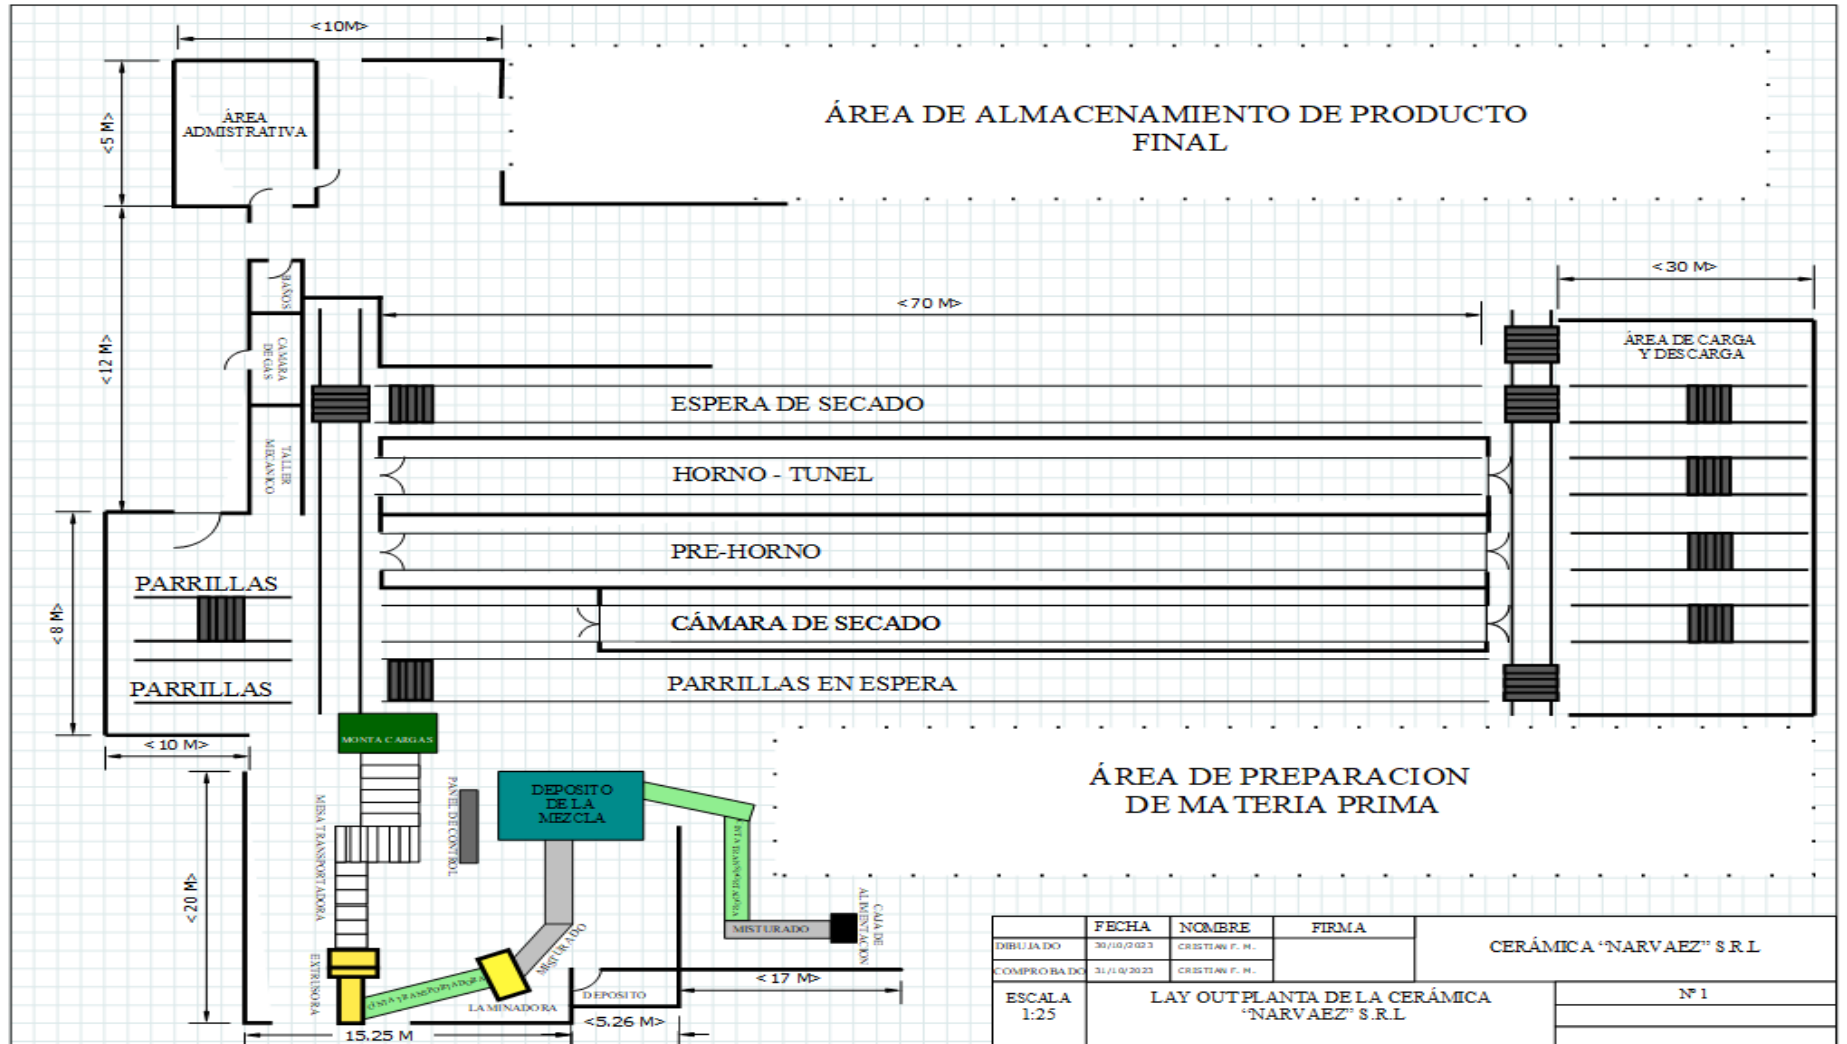 <10M>
ÁREA DE ALMACENAMIENTO DE PRODUCTO
FINAL
<5 M>
ÁREA
ADMISTRATIVA
<30 M>
BAÑOS
<70 M>
<12 M>
CAMARA
DE GAS
ÁREA DE CARGA
Y DESCARGA
ESPERA DE SECADO
TALLER
MECANICO
HORNO - TUNEL
PRE-HORNO
PARRILLAS
<8 M>
CÁMARA DE SECADO
PARRILLAS
PARRILLAS EN ESPERA
MONTA CARGAS
<10 M>
ÁREA DE PREPARACION
DE MATERIA PRIMA
DEPOSITO
DE LA
MEZCLA
PANEL DE CONTROL
MESA TRANSPORTADORA
CINTA TRANSPORTADORA
<20 M>
CAJA DE
ALIMENTACION
MISTURADO
MISTURADO
EXTRUSORA
CINTA TRANSPORTADORA
LAMINADORA
DEPOSITO
<17 M>
<5.26 M>
15.25 M
FECHA NOMBRE FIRMA
DIBUJADO 30/10/2023 CRISTIAN F. M.
COMPROBADO 31/10/2023 CRISTIAN F. M.
CERÁMICA “NARVAEZ” S.R.L
ESCALA
1:25
LAY OUT PLANTA DE LA CERÁMICA
“NARVAEZ” S.R.L
Nº 1